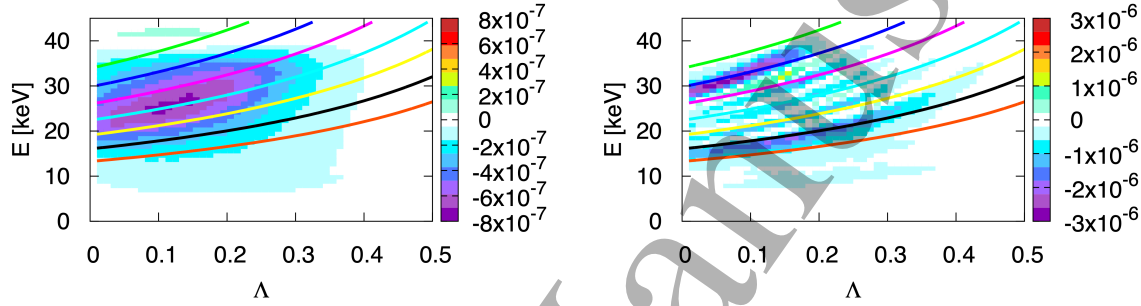 8x10⁻⁷
6x10⁻⁷
4x10⁻⁷
2x10⁻⁷
0
-2x10⁻⁷
-4x10⁻⁷
-6x10⁻⁷
-8x10⁻⁷
E [keV]
40
30
20
10
0
0 0.1 0.2 0.3 0.4 0.5
Λ
3x10⁻⁶
2x10⁻⁶
1x10⁻⁶
0
-1x10⁻⁶
-2x10⁻⁶
-3x10⁻⁶
E [keV]
40
30
20
10
0
0 0.1 0.2 0.3 0.4 0.5
Λ